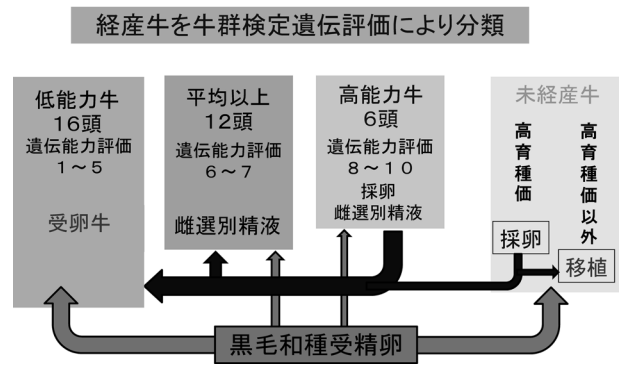 経産牛を牛群検定遺伝評価により分類
低能力牛
16頭
遺伝能力評価
1～5
受卵牛
平均以上
12頭
遺伝能力評価
6～7
雌選別精液
高能力牛
6頭
遺伝能力評価
8～10
採卵
雌選別精液
未経産牛
高育種価
高育種価以外
採卵
移植
黒毛和種受精卵